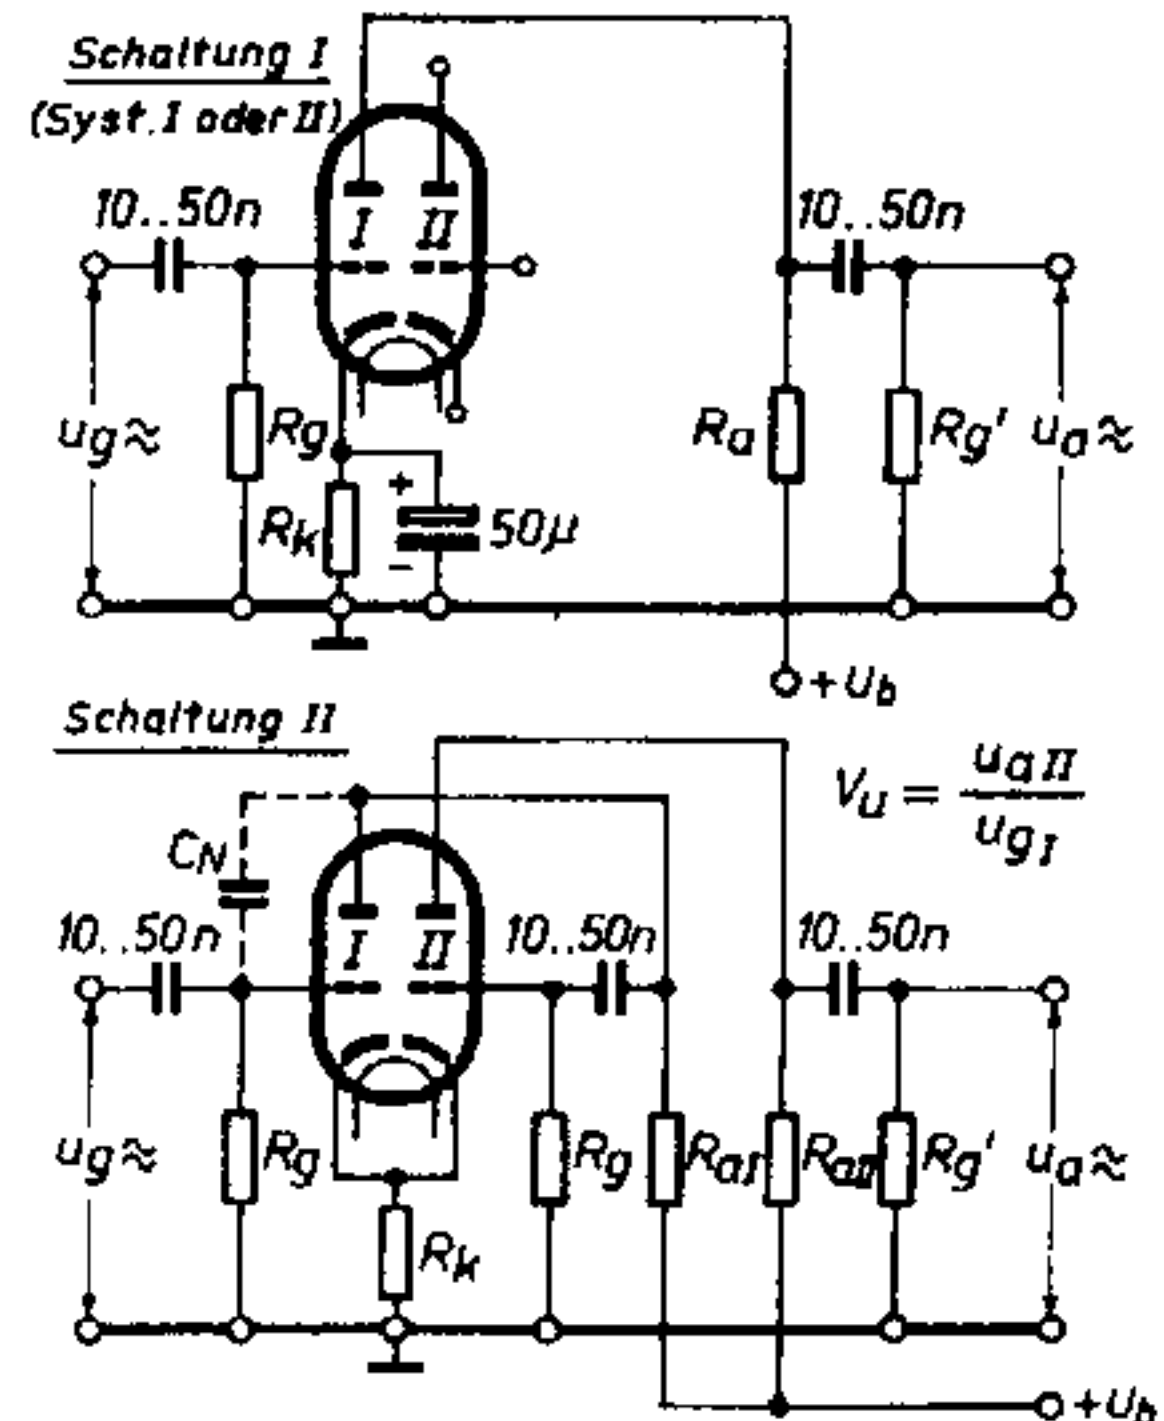 Schaltung I
(Syst. I oder II)
10..50n
10..50n
I II
ug≈
Rg
Ra
Rg'
ua≈
Rk
+
50μ
−
+Ub
Schaltung II
Vu = uaII / ugI
CN
10..50n
10..50n
10..50n
I II
ug≈
Rg
Rg
RaI
RaII
Rg'
ua≈
Rk
+Ub